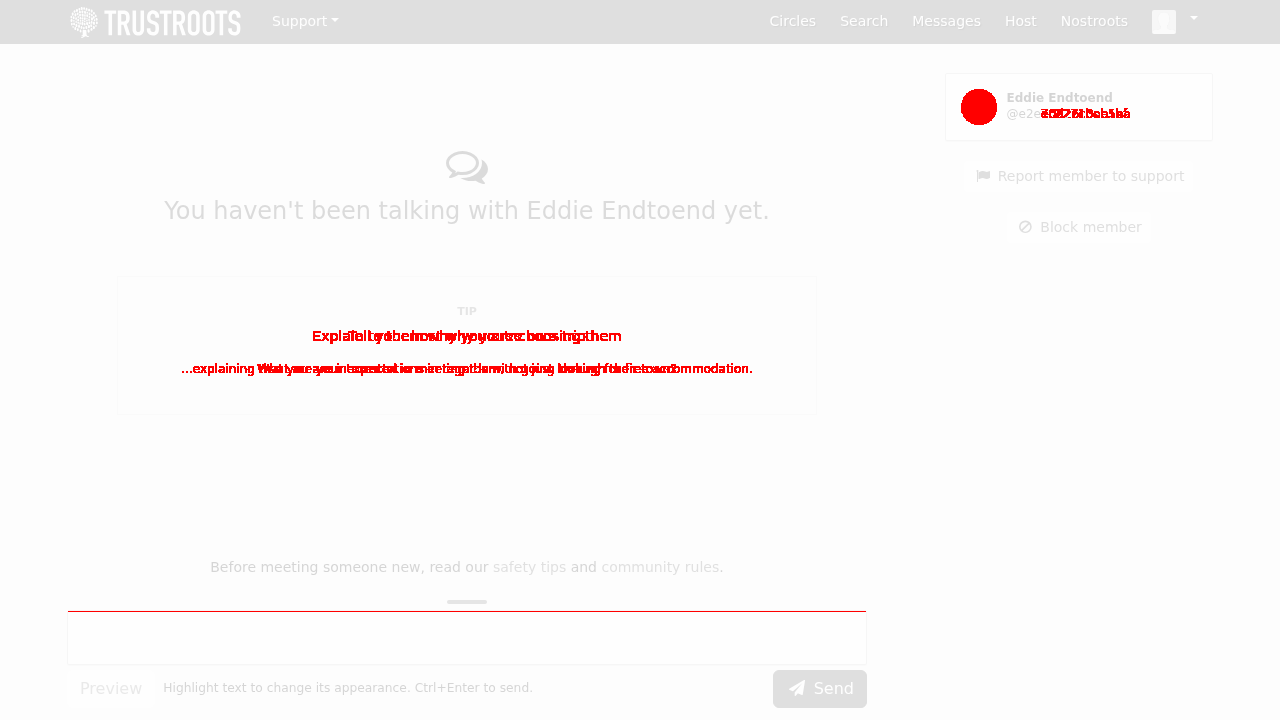 TRUSTROOTS Support Circles Search Messages Host Nostroots
Eddie Endtoend
@e2e
Report member to support
Block member
You haven't been talking with Eddie Endtoend yet.
TIP
Before meeting someone new, read our safety tips and community rules.
Preview Highlight text to change its appearance. Ctrl+Enter to send. Send